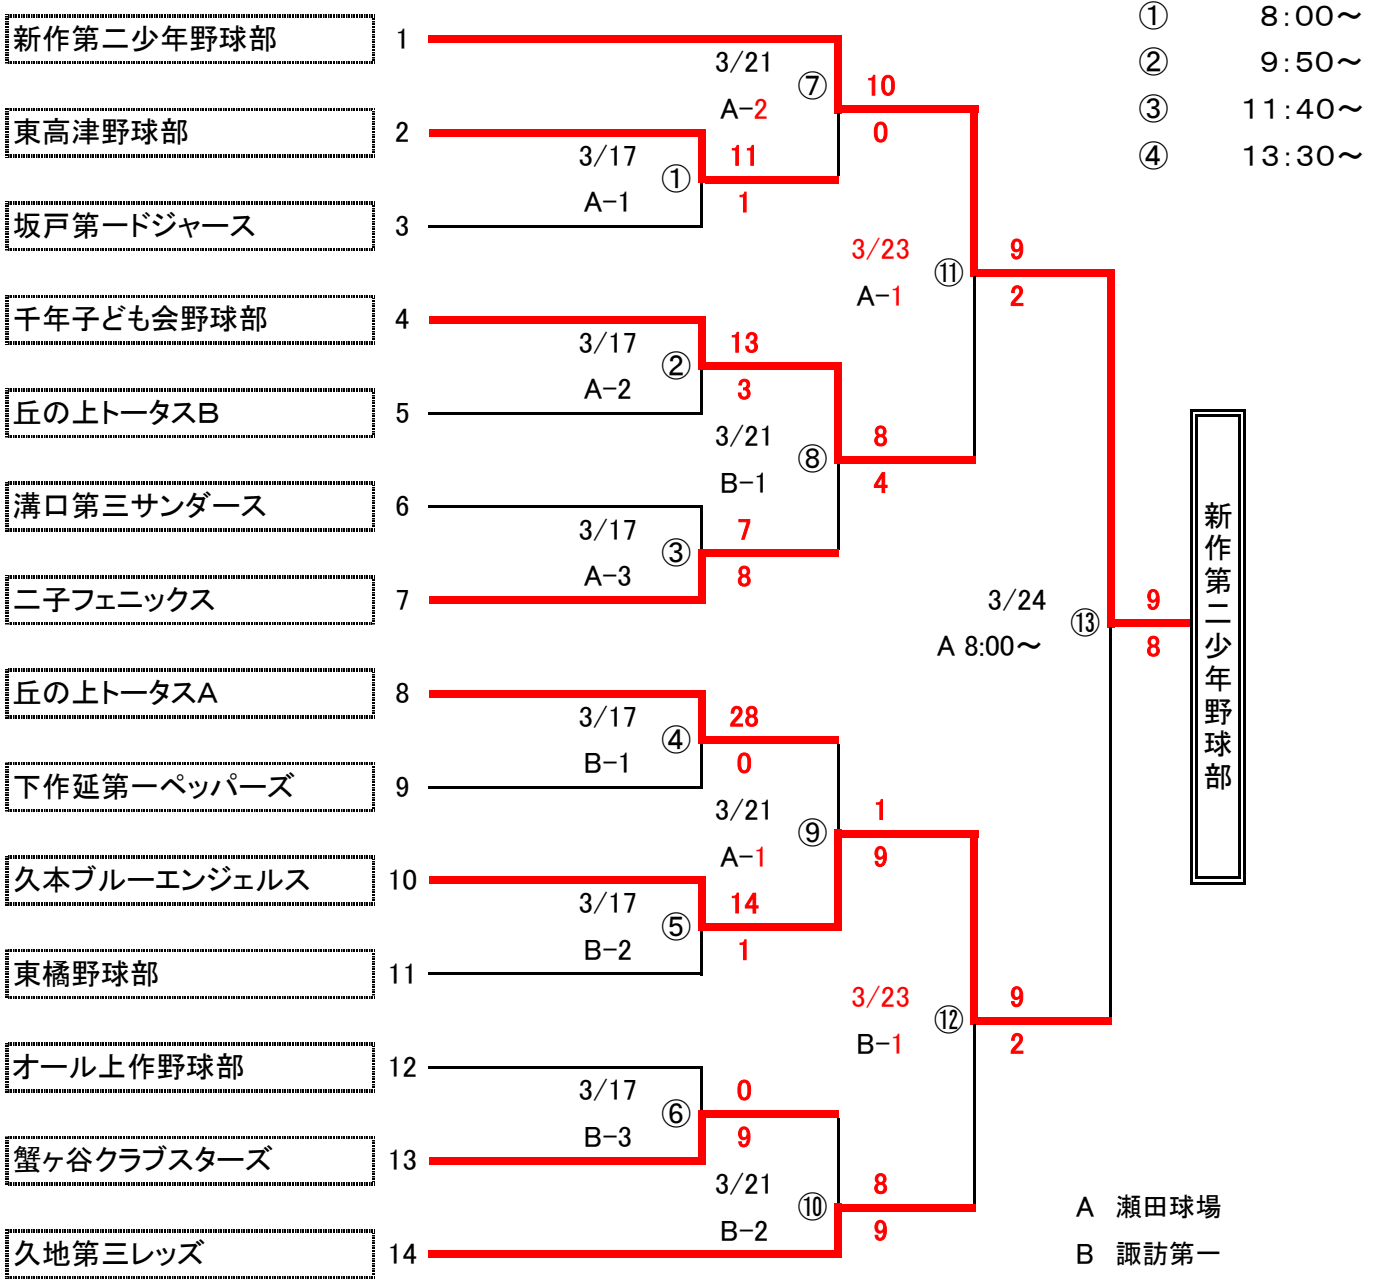 ① 8:00～
② 9:50～
③ 11:40～
④ 13:30～
新作第二少年野球部 1
3/21 ⑦ 10
A-2 0
東高津野球部 2
3/17 ① 11
A-1 1
坂戸第一ドジャース 3
3/23 ⑪ 9
A-1 2
千年子ども会野球部 4
3/17 ② 13
A-2 3
丘の上トータスB 5
3/21 ⑧ 8
B-1 4
溝口第三サンダース 6
3/17 ③ 7
A-3 8
二子フェニックス 7
3/24 ⑬ 9
A 8:00～ 8
新作第二少年野球部
丘の上トータスA 8
3/17 ④ 28
B-1 0
下作延第一ペッパーズ 9
3/21 ⑨ 1
A-1 9
久本ブルーエンジェルス 10
3/17 ⑤ 14
B-2 1
東橘野球部 11
3/23 ⑫ 9
B-1 2
オール上作野球部 12
3/17 ⑥ 0
B-3 9
蟹ヶ谷クラブスターズ 13
3/21 ⑩ 8
B-2 9
久地第三レッズ 14
A 瀬田球場
B 諏訪第一